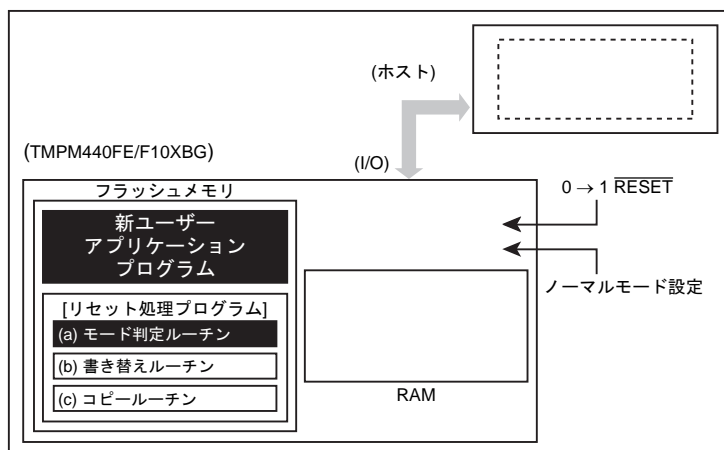 (ホスト)
(TMPM440FE/F10XBG)
(I/O)
フラッシュメモリ
0 → 1 RESET
新ユーザー
アプリケーション
プログラム
ノーマルモード設定
[リセット処理プログラム]
(a) モード判定ルーチン
(b) 書き替えルーチン
(c) コピールーチン
RAM